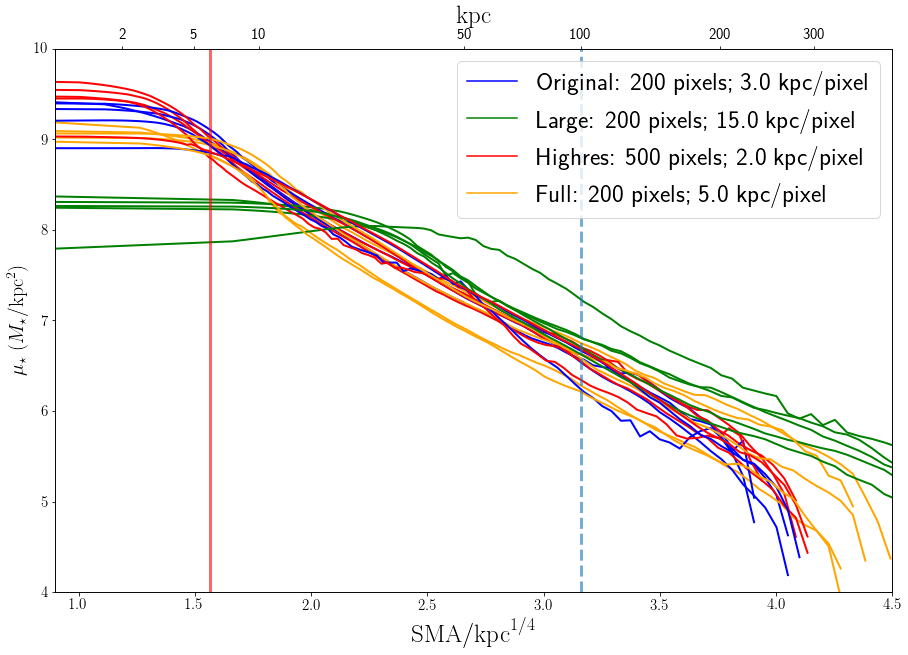 kpc
2 5 10 50 100 200 300
10
9
8
7
6
5
4
μ⋆ (M⋆/kpc²)
Original: 200 pixels; 3.0 kpc/pixel
Large: 200 pixels; 15.0 kpc/pixel
Highres: 500 pixels; 2.0 kpc/pixel
Full: 200 pixels; 5.0 kpc/pixel
1.0 1.5 2.0 2.5 3.0 3.5 4.0 4.5
SMA/kpc^{1/4}